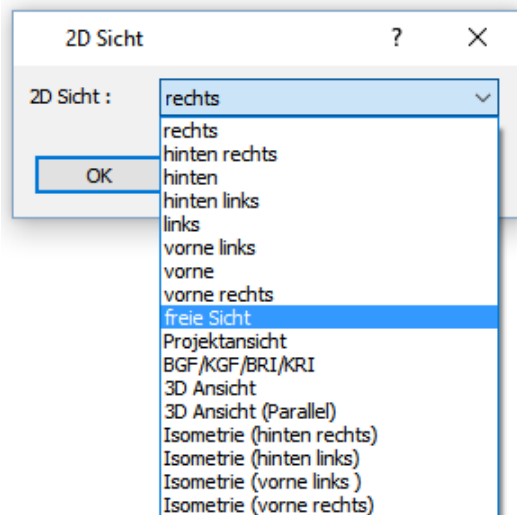 2D Sicht ?
2D Sicht : rechts
rechts
hinten rechts
OK hinten
hinten links
links
vorne links
vorne
vorne rechts
freie Sicht
Projektansicht
BGF/KGF/BRI/KRI
3D Ansicht
3D Ansicht (Parallel)
Isometrie (hinten rechts)
Isometrie (hinten links)
Isometrie (vorne links )
Isometrie (vorne rechts)